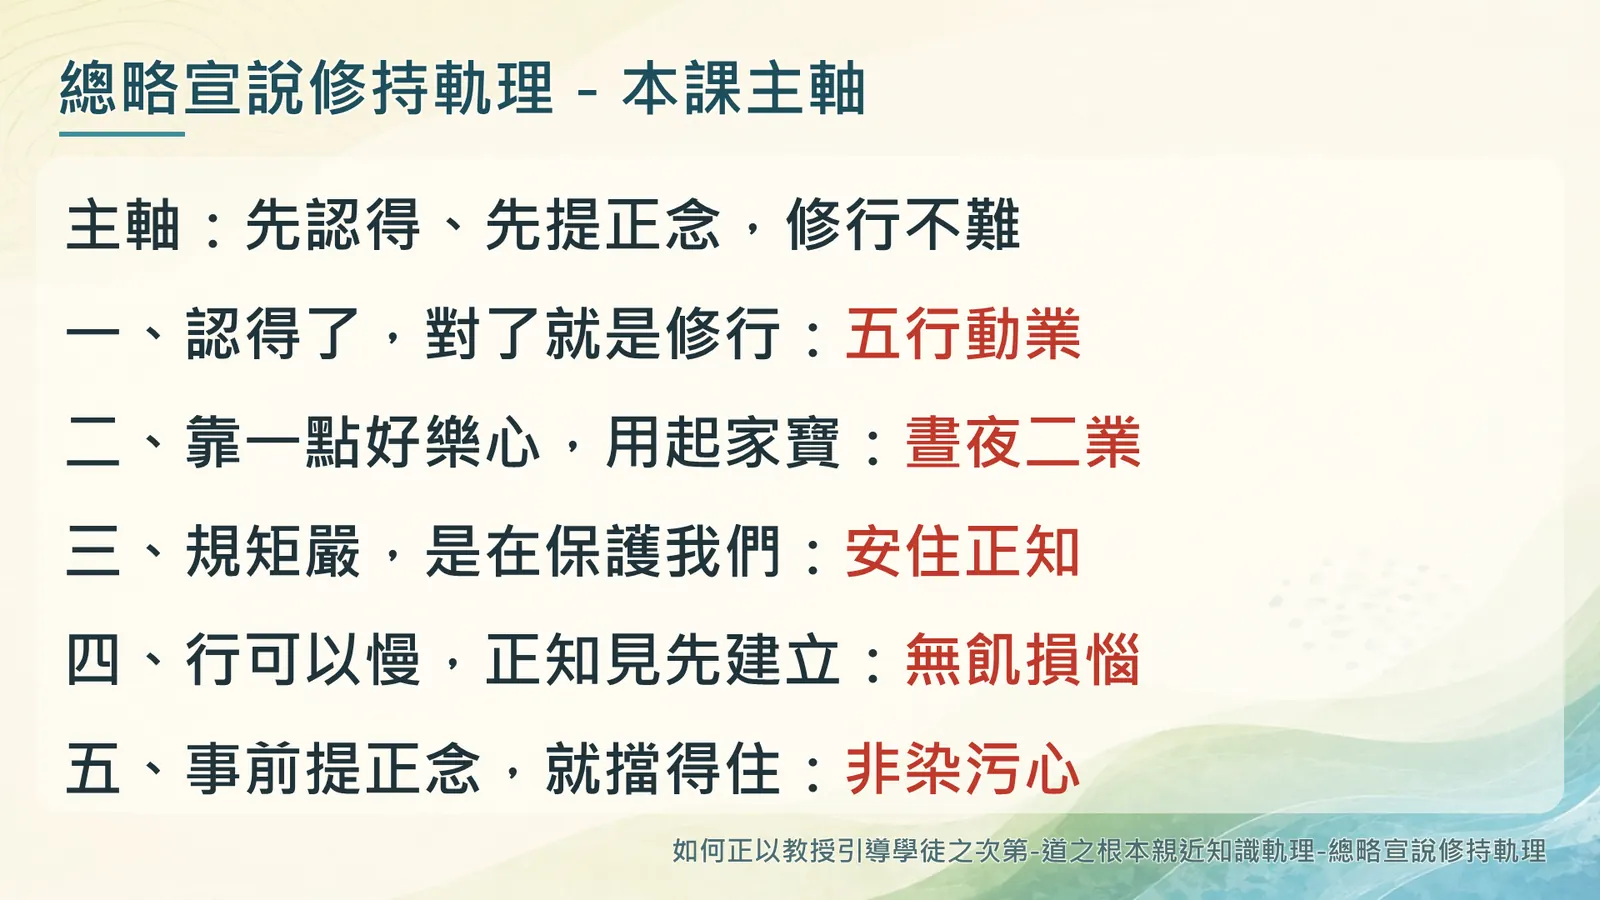 總略宣說修持軌理 - 本課主軸
主軸：先認得、先提正念，修行不難
一、認得了，對了就是修行：五行動業
二、靠一點好樂心，用起家寶：晝夜二業
三、規矩嚴，是在保護我們：安住正知
四、行可以慢，正知見先建立：無飢損惱
五、事前提正念，就擋得住：非染污心
如何正以教授引導學徒之次第-道之根本親近知識軌理-總略宣說修持軌理